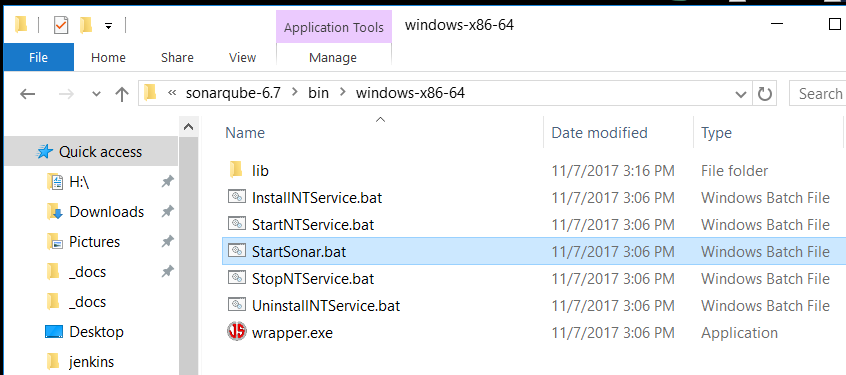 Application Tools windows-x86-64
File Home Share View Manage
« sonarqube-6.7 > bin > windows-x86-64 Search
Name Date modified Type
Quick access
H:\
Downloads
Pictures
_docs
_docs
Desktop
jenkins
lib 11/7/2017 3:16 PM File folder
InstallNTService.bat 11/7/2017 3:06 PM Windows Batch File
StartNTService.bat 11/7/2017 3:06 PM Windows Batch File
StartSonar.bat 11/7/2017 3:06 PM Windows Batch File
StopNTService.bat 11/7/2017 3:06 PM Windows Batch File
UninstallNTService.bat 11/7/2017 3:06 PM Windows Batch File
wrapper.exe 11/7/2017 3:06 PM Application